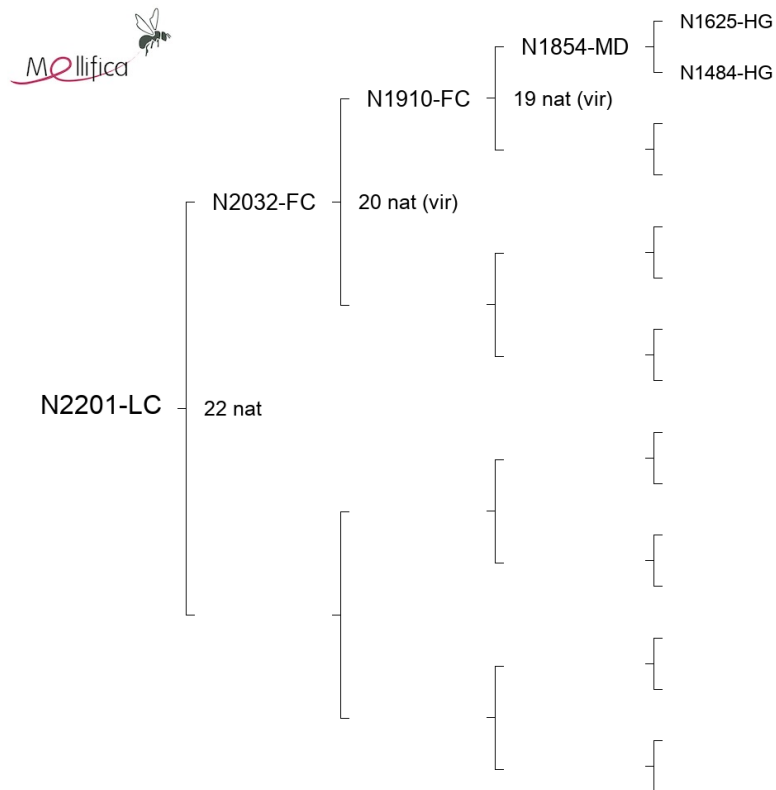 Mellifica
N1625-HG
N1854-MD
N1484-HG
N1910-FC
19 nat (vir)
N2032-FC
20 nat (vir)
N2201-LC
22 nat